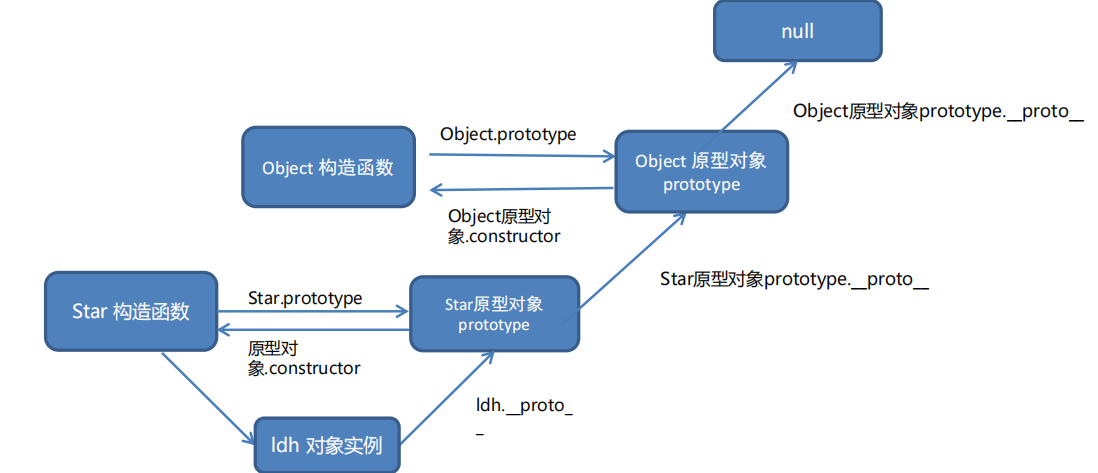 null
Object原型对象prototype.__proto__
Object.prototype
Object 构造函数
Object 原型对象
prototype
Object原型对
象.constructor
Star原型对象prototype.__proto__
Star 构造函数
Star.prototype
Star原型对象
prototype
原型对
象.constructor
ldh.__proto_
_
ldh 对象实例